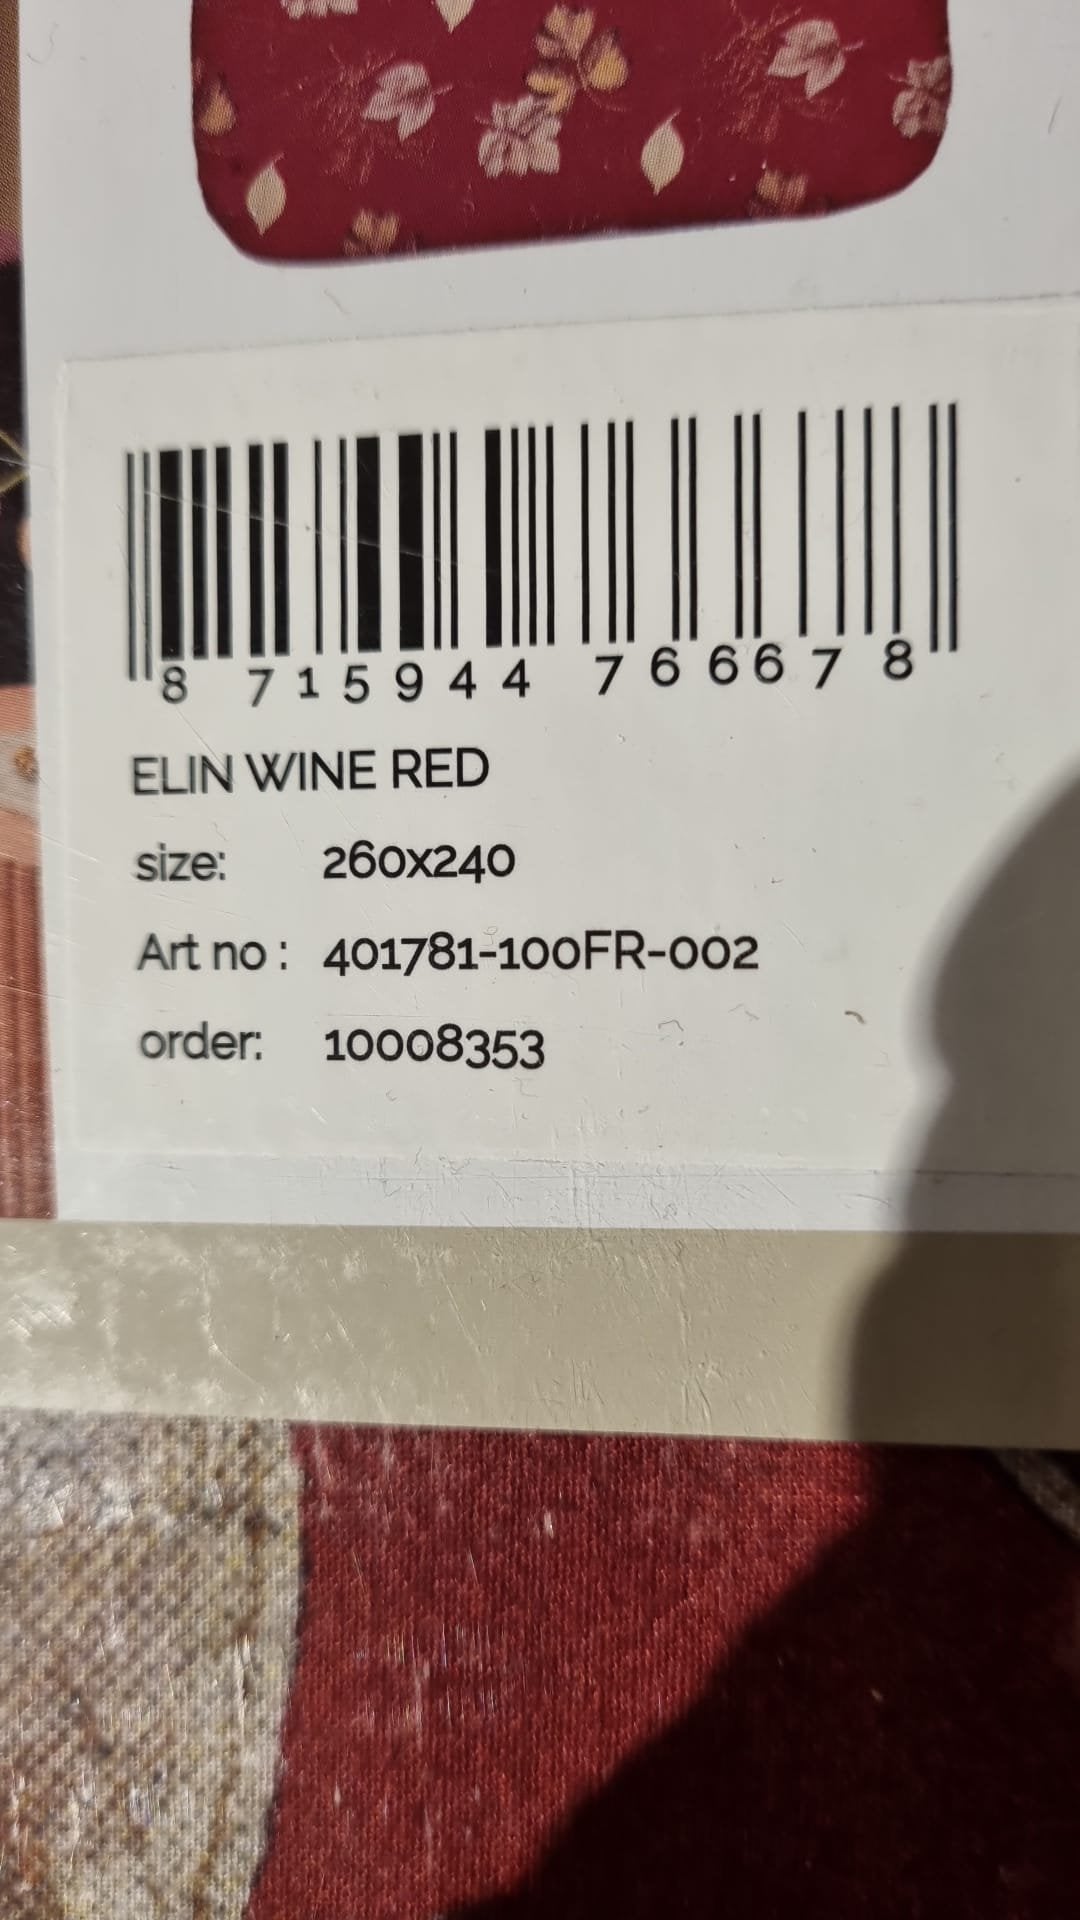 8 715944 766678
ELIN WINE RED
size: 260x240
Art no : 401781-100FR-002
order: 10008353